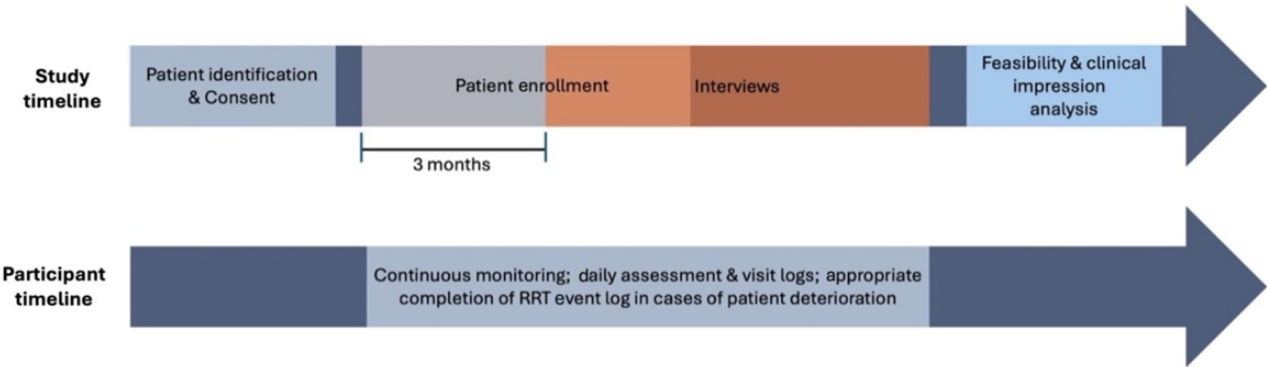 Study
timeline
Patient identification
& Consent
Patient enrollment
Interviews
Feasibility & clinical
impression
analysis
3 months
Participant
timeline
Continuous monitoring; daily assessment & visit logs; appropriate
completion of RRT event log in cases of patient deterioration